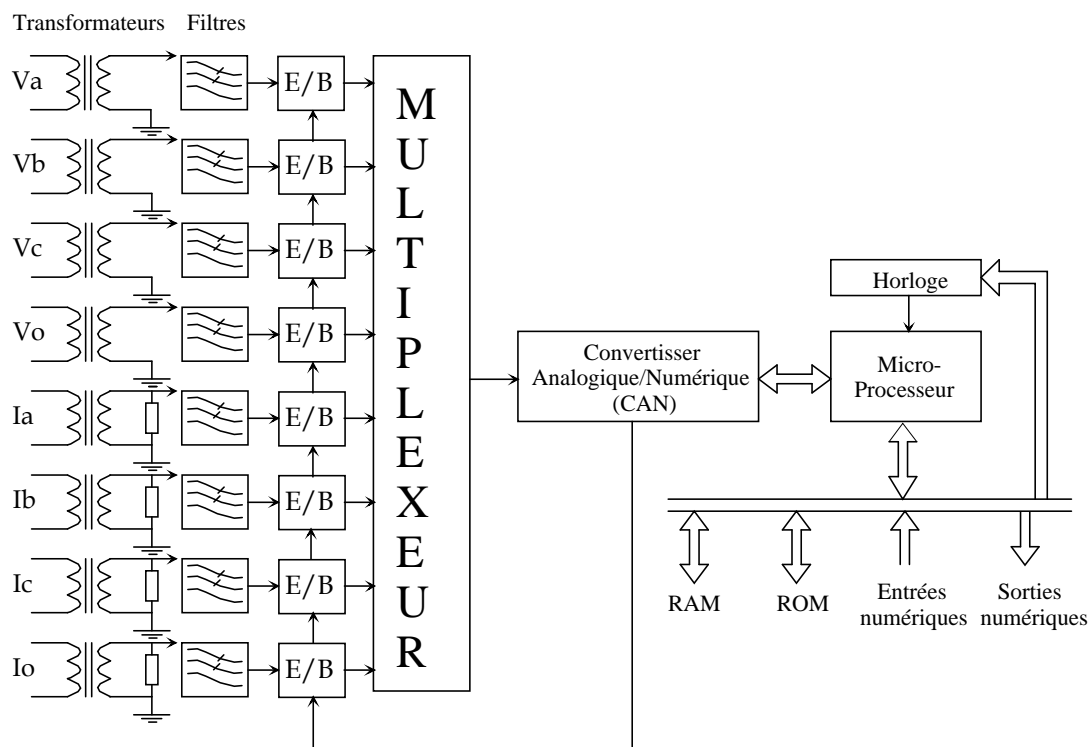 Transformateurs Filtres
Va E/B
Vb E/B
Vc E/B
Vo E/B
Ia E/B
Ib E/B
Ic E/B
Io E/B
MULTIPLEXEUR
Convertisser
Analogique/Numérique
(CAN)
Horloge
Micro-
Processeur
RAM
ROM
Entrées
numériques
Sorties
numériques